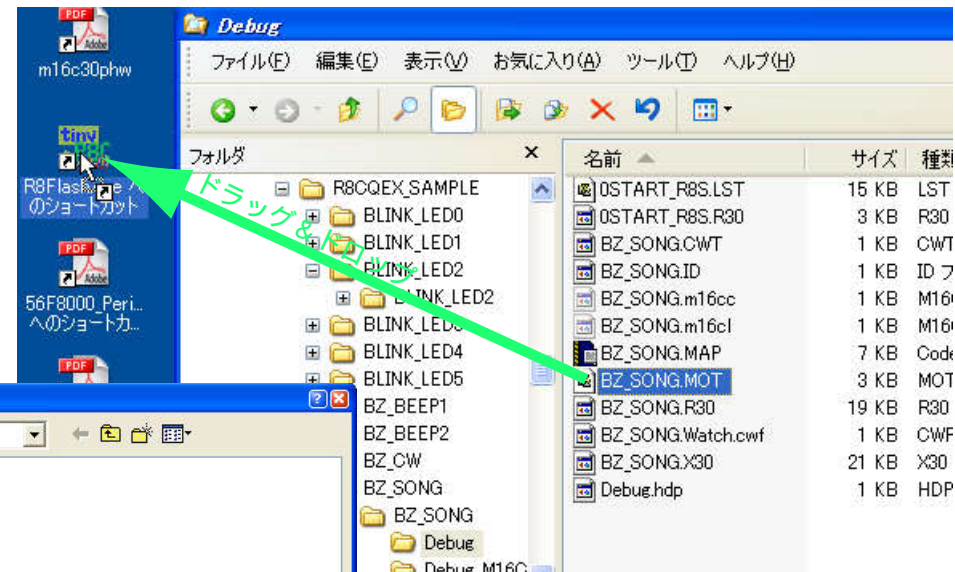 m16c30phw
tiny
R8Flas
のショートカット
56F8000_Peri...
へのショートカ...
PDF
Adobe
PDF
Adobe
PDF
Debug
ファイル(F) 編集(E) 表示(V) お気に入り(A) ツール(T) ヘルプ(H)
フォルダ ×
R8CQEX_SAMPLE
BLINK_LED0
BLINK_LED1
BLINK_LED2
BLINK_LED2
BLINK_LED3
BLINK_LED4
BLINK_LED5
BZ_BEEP1
BZ_BEEP2
BZ_CW
BZ_SONG
BZ_SONG
Debug
Debug_M16C
ドラッグ&ドロップ
名前 サイズ 種類
0START_R8S.LST 15 KB LST
0START_R8S.R30 3 KB R30
BZ_SONG.CWT 1 KB CWT
BZ_SONG.ID 1 KB ID フ
BZ_SONG.m16cc 1 KB M16
BZ_SONG.m16cl 1 KB M16
BZ_SONG.MAP 7 KB Code
BZ_SONG.MOT 3 KB MOT
BZ_SONG.R30 19 KB R30
BZ_SONG.Watch.cwf 1 KB CWF
BZ_SONG.X30 21 KB X30
Debug.hdp 1 KB HDP